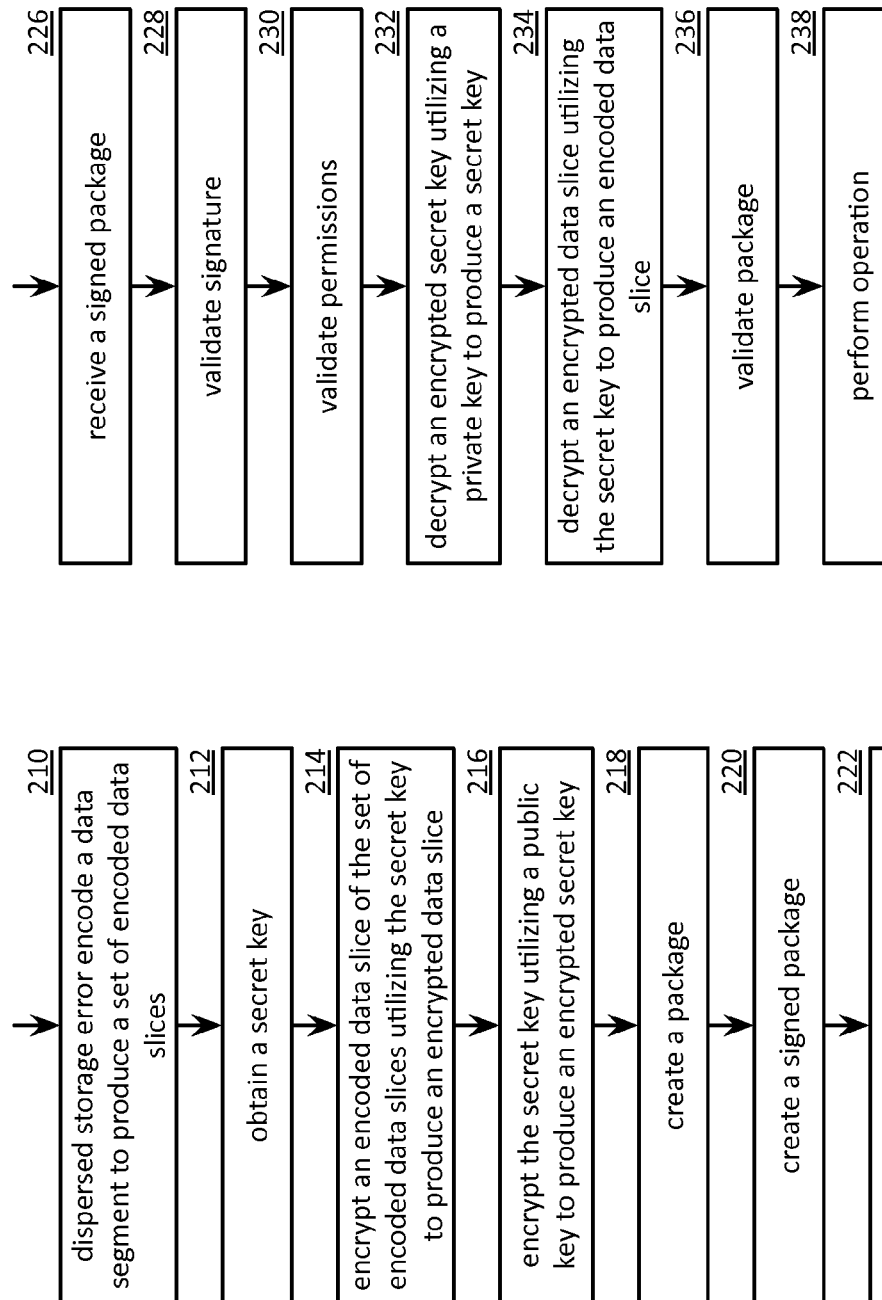 210
dispersed storage error encode a data
segment to produce a set of encoded data
slices
212
obtain a secret key
214
encrypt an encoded data slice of the set of
encoded data slices utilizing the secret key
to produce an encrypted data slice
216
encrypt the secret key utilizing a public
key to produce an encrypted secret key
218
create a package
220
create a signed package
222
226
receive a signed package
228
validate signature
230
validate permissions
232
decrypt an encrypted secret key utilizing a
private key to produce a secret key
234
decrypt an encrypted data slice utilizing
the secret key to produce an encoded data
slice
236
validate package
238
perform operation